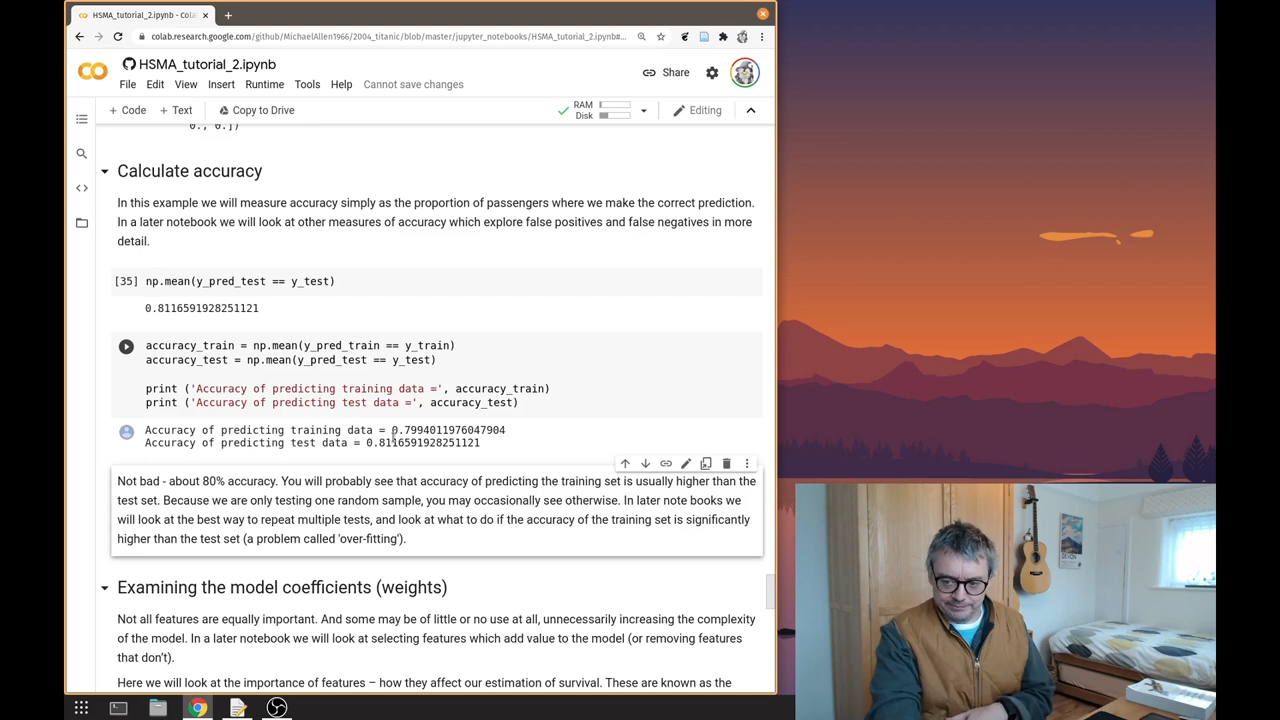 HSMA_tutorial_2.ipynb - Colab
colab.research.google.com/github/MichaelAllen1966/2004_titanic/blob/master/jupyter_notebooks/HSMA_tutorial_2.ipynb#...
HSMA_tutorial_2.ipynb
Share
File Edit View Insert Runtime Tools Help Cannot save changes
+ Code + Text Copy to Drive RAM Disk Editing
0., 0.])
Calculate accuracy
In this example we will measure accuracy simply as the proportion of passengers where we make the correct prediction.
In a later notebook we will look at other measures of accuracy which explore false positives and false negatives in more
detail.
[35] np.mean(y_pred_test == y_test)
0.8116591928251121
accuracy_train = np.mean(y_pred_train == y_train)
accuracy_test = np.mean(y_pred_test == y_test)
print ('Accuracy of predicting training data =', accuracy_train)
print ('Accuracy of predicting test data =', accuracy_test)
Accuracy of predicting training data = 0.7994011976047904
Accuracy of predicting test data = 0.8116591928251121
Not bad - about 80% accuracy. You will probably see that accuracy of predicting the training set is usually higher than the
test set. Because we are only testing one random sample, you may occasionally see otherwise. In later note books we
will look at the best way to repeat multiple tests, and look at what to do if the accuracy of the training set is significantly
higher than the test set (a problem called 'over-fitting').
Examining the model coefficients (weights)
Not all features are equally important. And some may be of little or no use at all, unnecessarily increasing the complexity
of the model. In a later notebook we will look at selecting features which add value to the model (or removing features
that don't).
Here we will look at the importance of features – how they affect our estimation of survival. These are known as the
DEVON